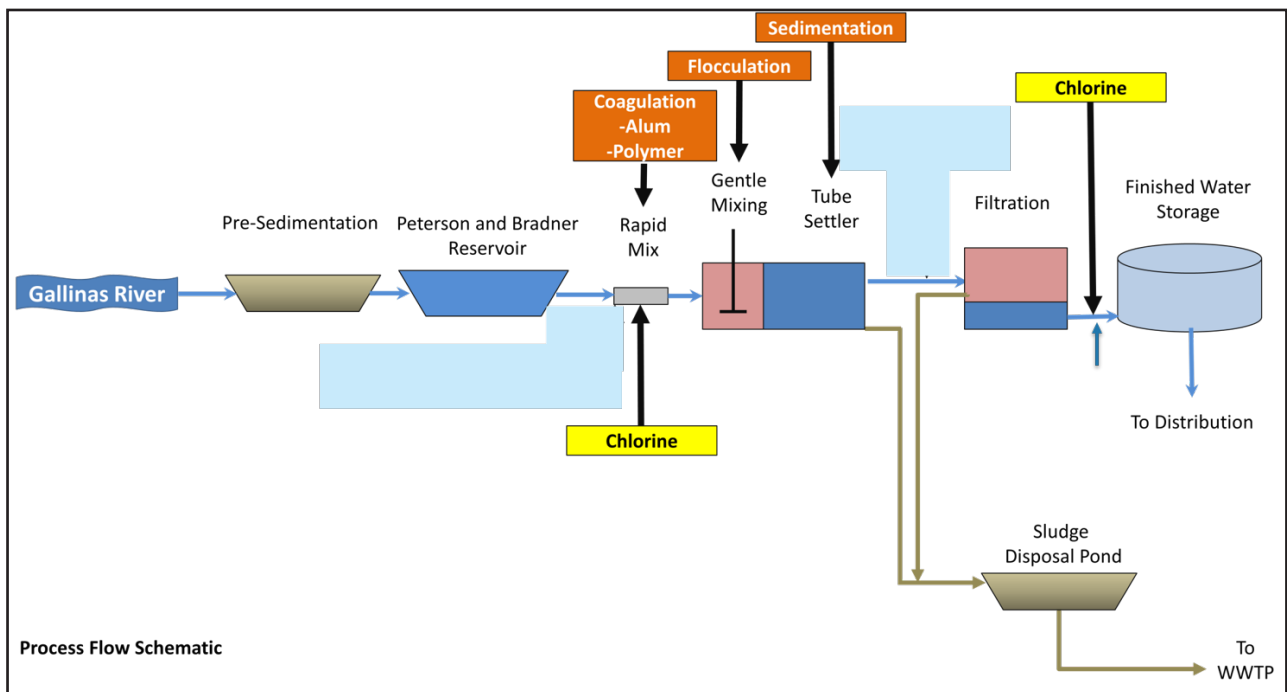 Sedimentation
Flocculation
Chlorine
Coagulation
-Alum
-Polymer
Gentle
Mixing
Tube
Settler
Filtration
Finished Water
Storage
Pre-Sedimentation
Peterson and Bradner
Reservoir
Rapid
Mix
Gallinas River
To Distribution
Chlorine
Sludge
Disposal Pond
Process Flow Schematic
To
WWTP